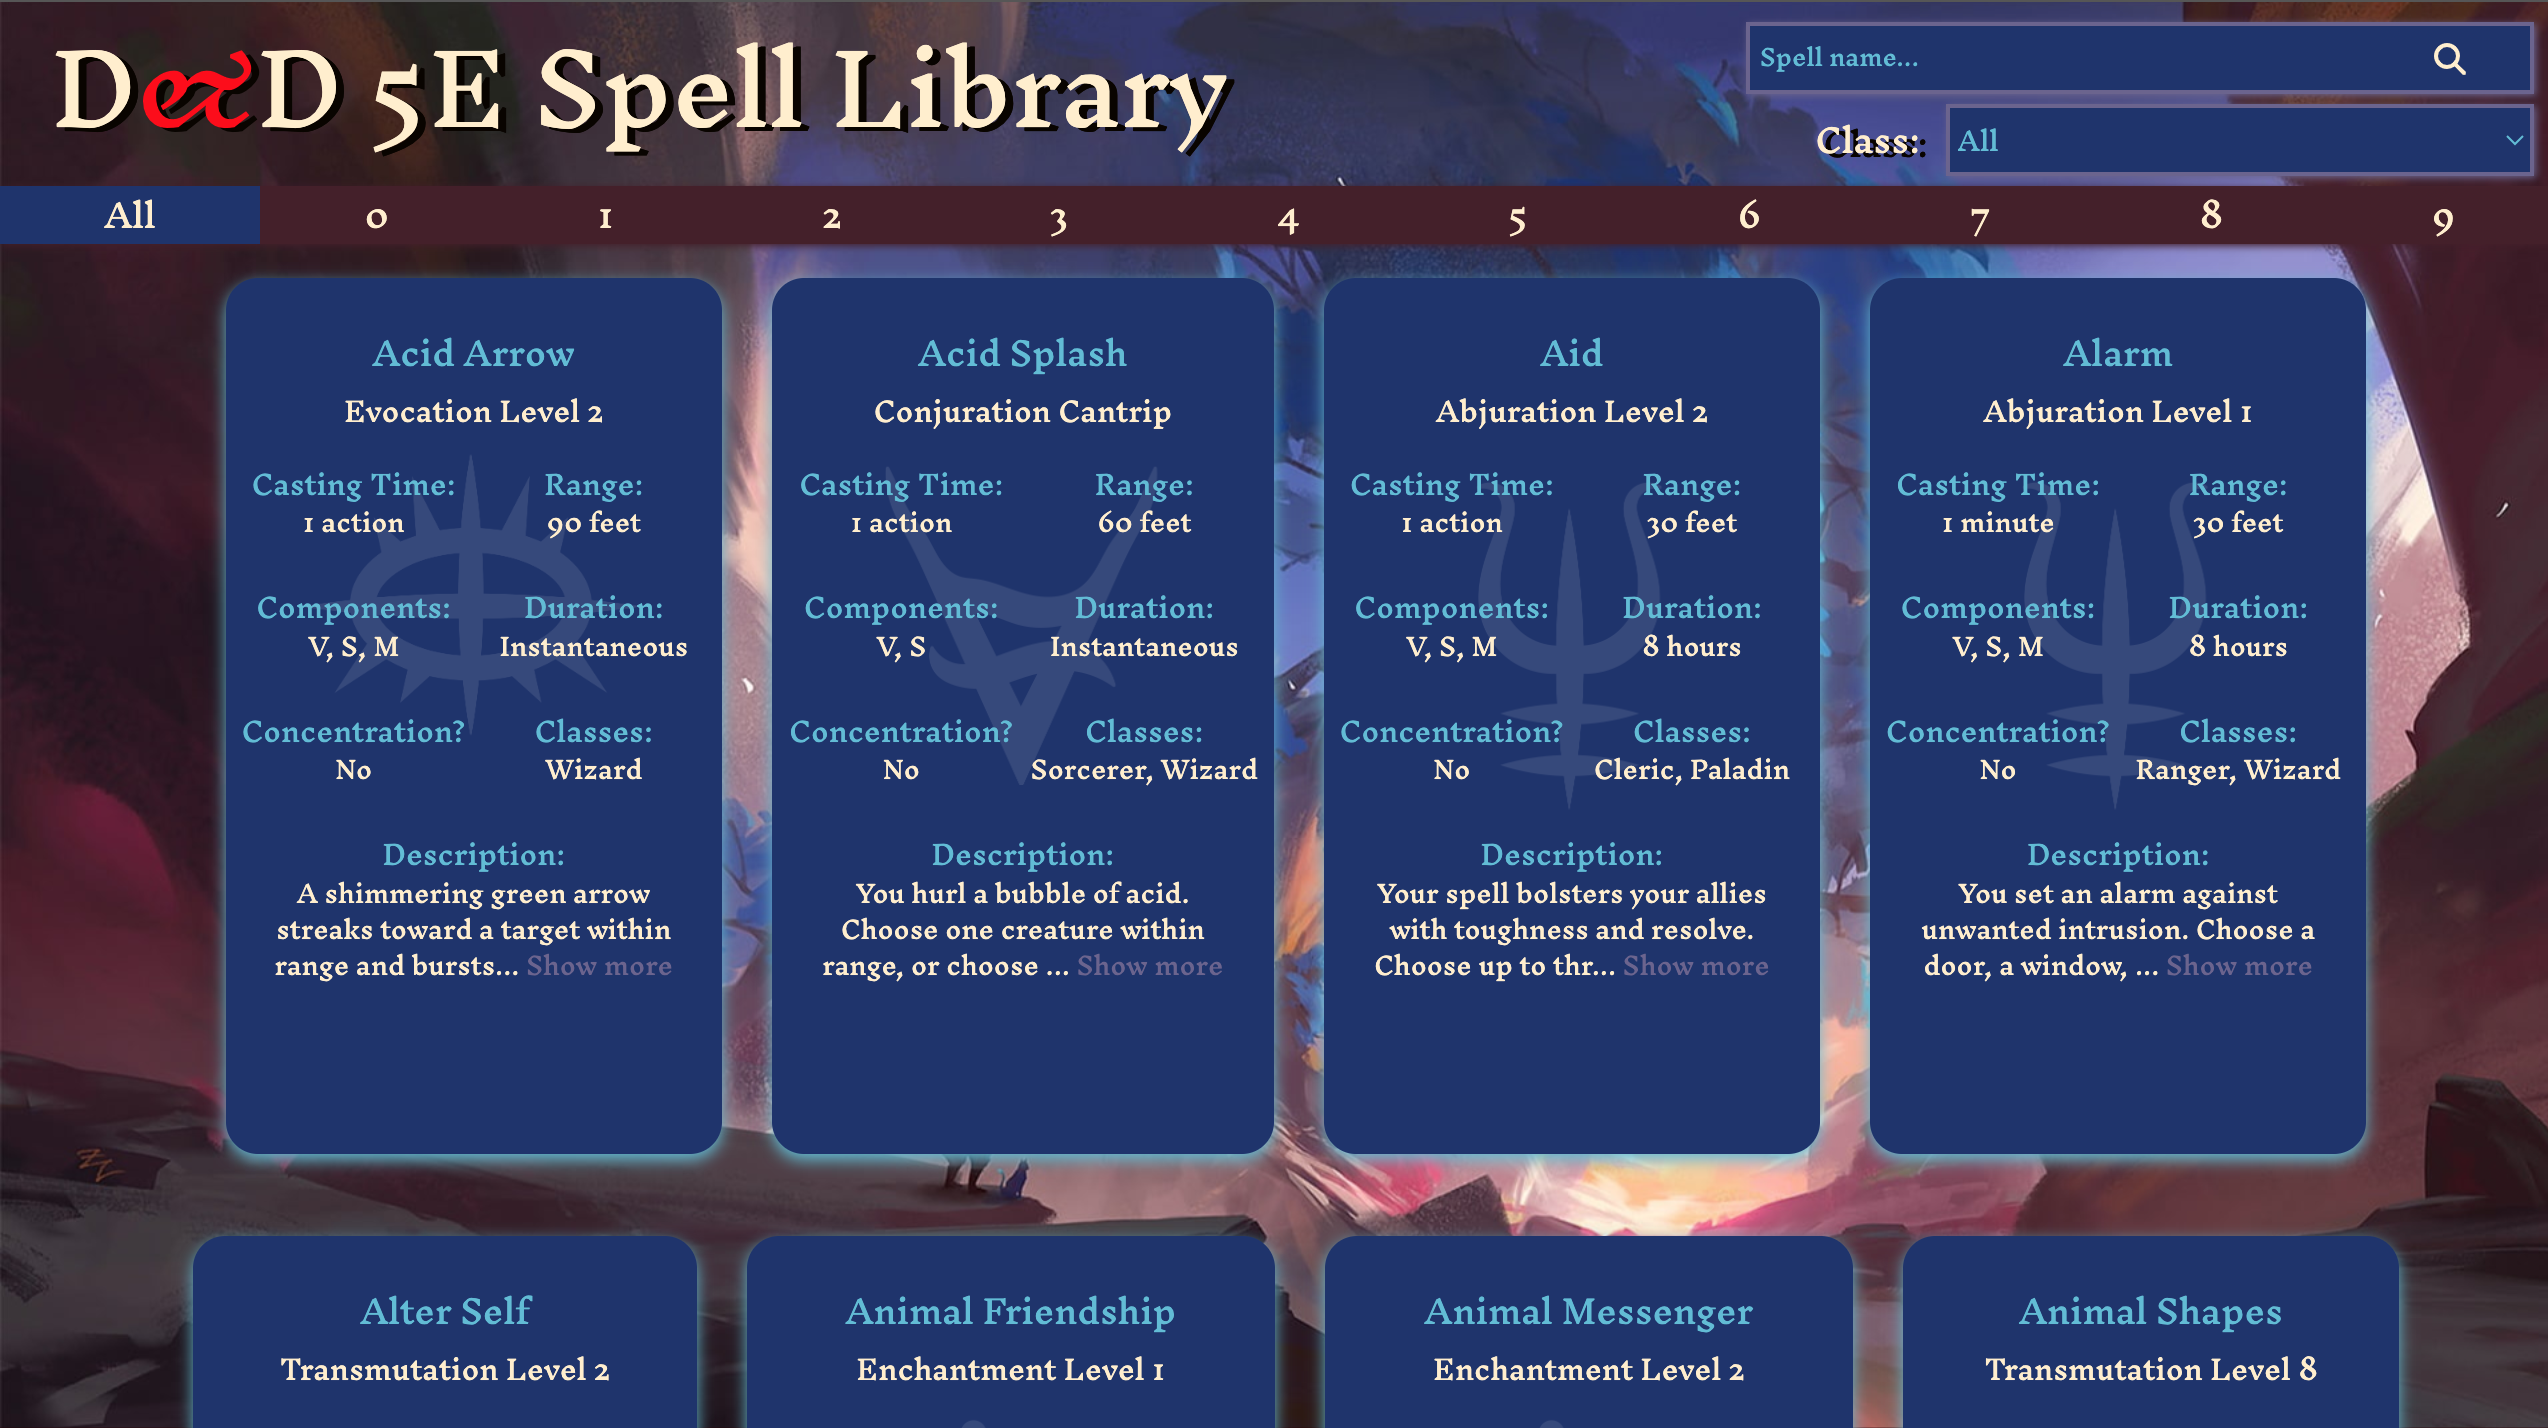 D&D 5E Spell Library
Spell name...
Class: All
All 0 1 2 3 4 5 6 7 8 9
Acid Arrow
Evocation Level 2
Casting Time: Range:
1 action 90 feet
Components: Duration:
V, S, M Instantaneous
Concentration? Classes:
No Wizard
Description:
A shimmering green arrow
streaks toward a target within
range and bursts... Show more
Acid Splash
Conjuration Cantrip
Casting Time: Range:
1 action 60 feet
Components: Duration:
V, S Instantaneous
Concentration? Classes:
No Sorcerer, Wizard
Description:
You hurl a bubble of acid.
Choose one creature within
range, or choose ... Show more
Aid
Abjuration Level 2
Casting Time: Range:
1 action 30 feet
Components: Duration:
V, S, M 8 hours
Concentration? Classes:
No Cleric, Paladin
Description:
Your spell bolsters your allies
with toughness and resolve.
Choose up to thr... Show more
Alarm
Abjuration Level 1
Casting Time: Range:
1 minute 30 feet
Components: Duration:
V, S, M 8 hours
Concentration? Classes:
No Ranger, Wizard
Description:
You set an alarm against
unwanted intrusion. Choose a
door, a window, ... Show more
Alter Self
Transmutation Level 2
Animal Friendship
Enchantment Level 1
Animal Messenger
Enchantment Level 2
Animal Shapes
Transmutation Level 8